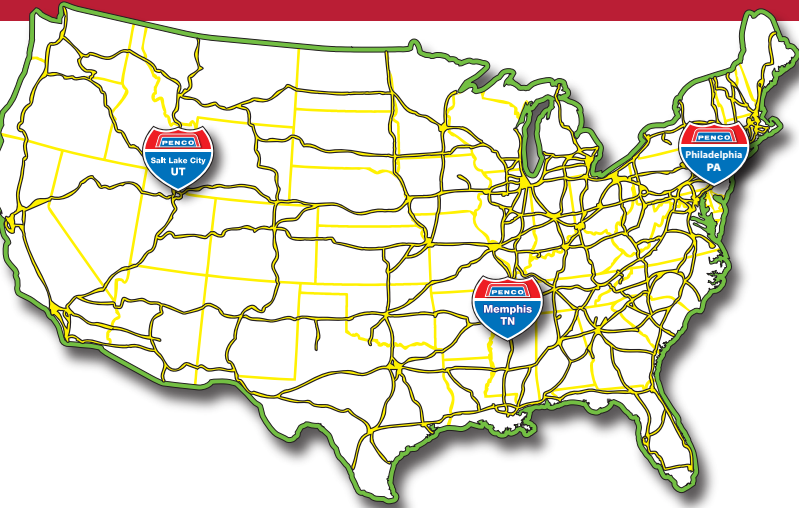 PENCO
Salt Lake City
UT
PENCO
Philadelphia
PA
PENCO
Memphis
TN